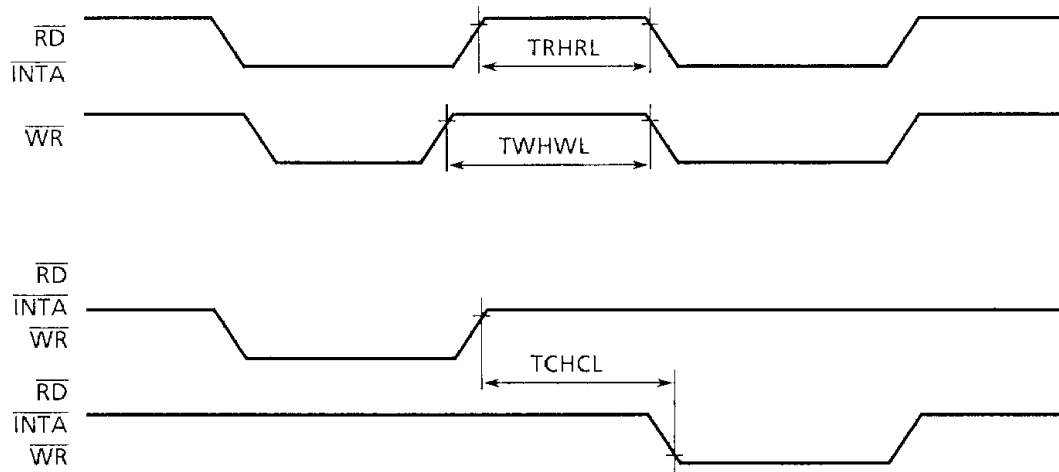 RD
TRHRL
INTA
WR
TWHWL
RD
INTA
WR
TCHCL
RD
INTA
WR